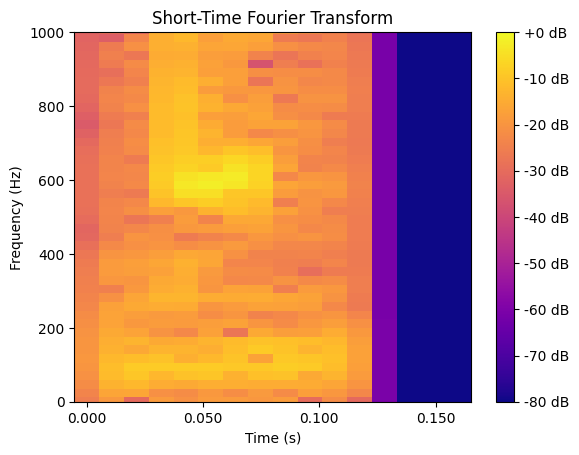 Short-Time Fourier Transform
1000
800
600
400
200
0
Frequency (Hz)
0.000
0.050
0.100
0.150
Time (s)
+0 dB
-10 dB
-20 dB
-30 dB
-40 dB
-50 dB
-60 dB
-70 dB
-80 dB